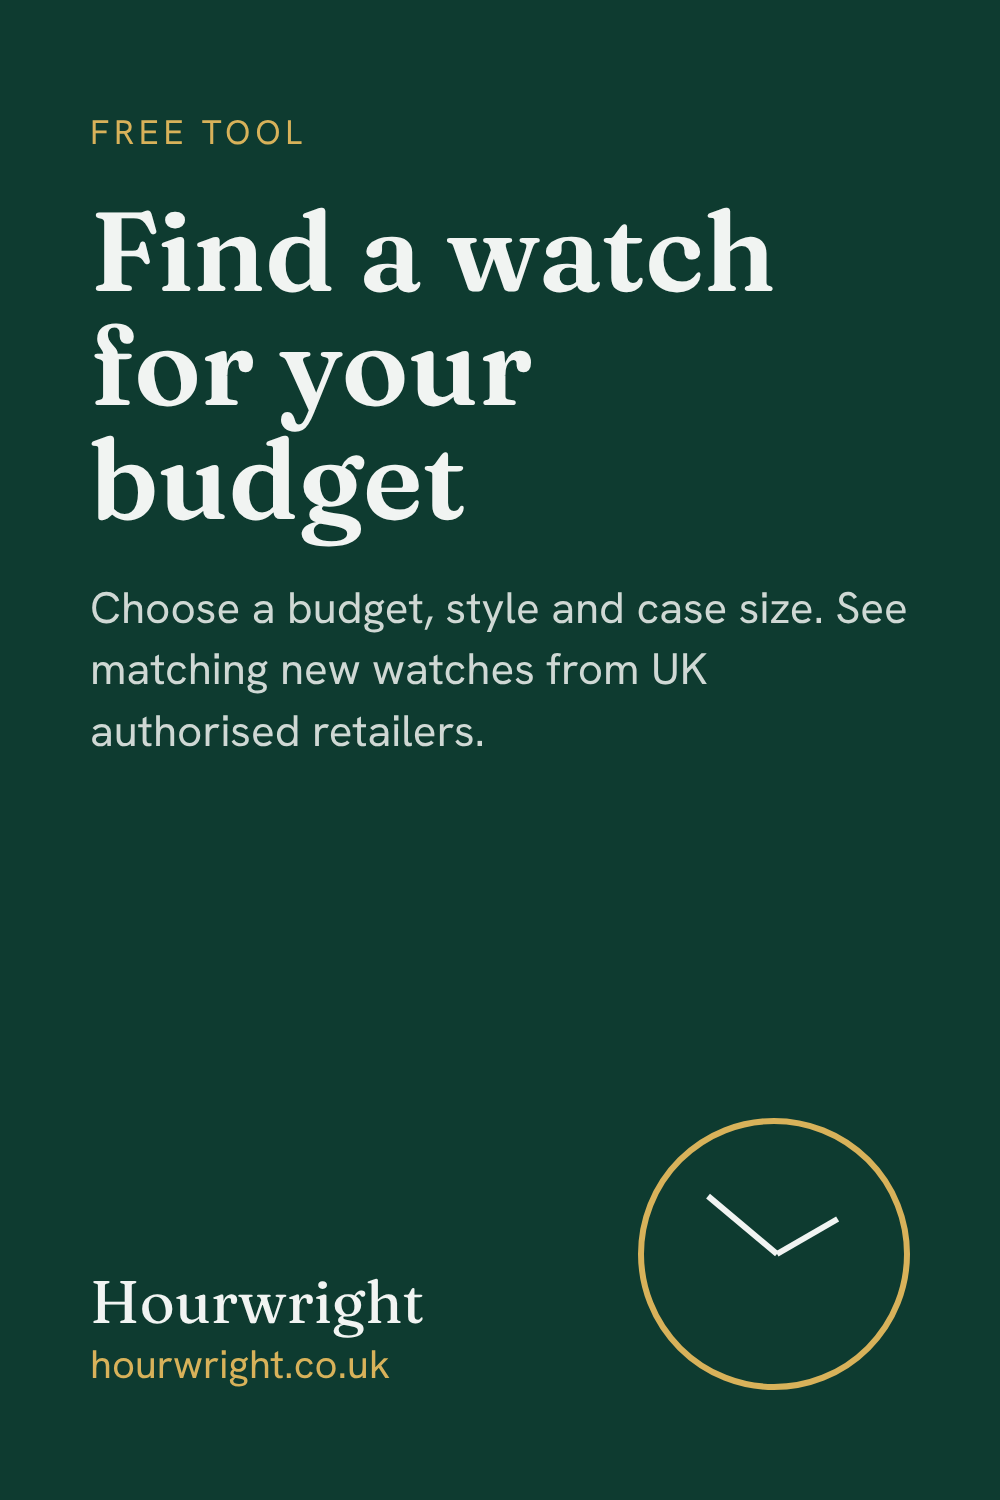 FREE TOOL
Find a watch
for your
budget
Choose a budget, style and case size. See
matching new watches from UK
authorised retailers.
Hourwright
hourwright.co.uk